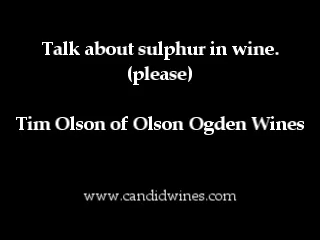 Talk about sulphur in wine.
(please)
Tim Olson of Olson Ogden Wines
www.candidwines.com